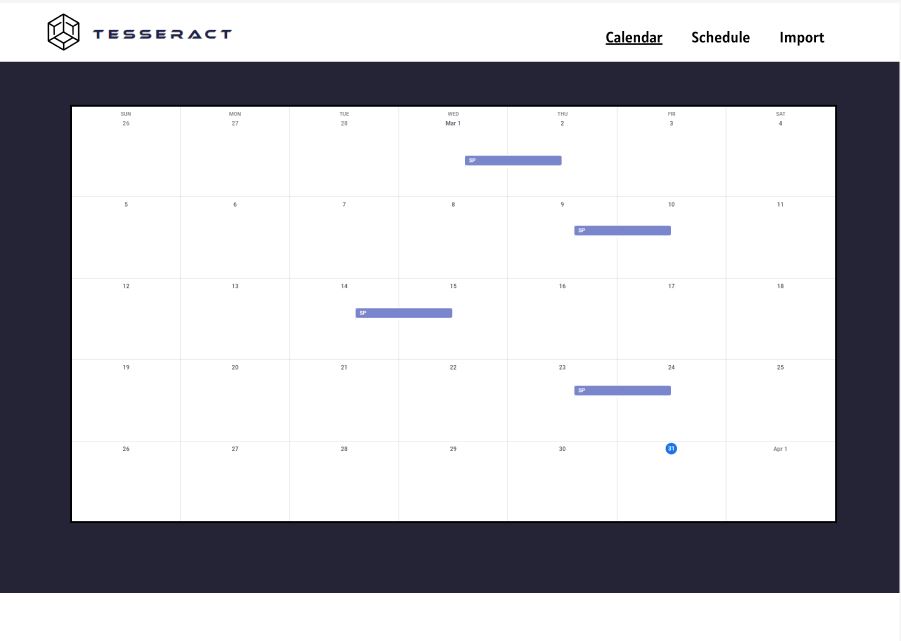 TESSERACT
Calendar Schedule Import
SUN MON TUE WED THU FRI SAT
26 27 28 Mar 1 2 3 4
SP
5 6 7 8 9 10 11
SP
12 13 14 15 16 17 18
SP
19 20 21 22 23 24 25
SP
26 27 28 29 30 31 Apr 1